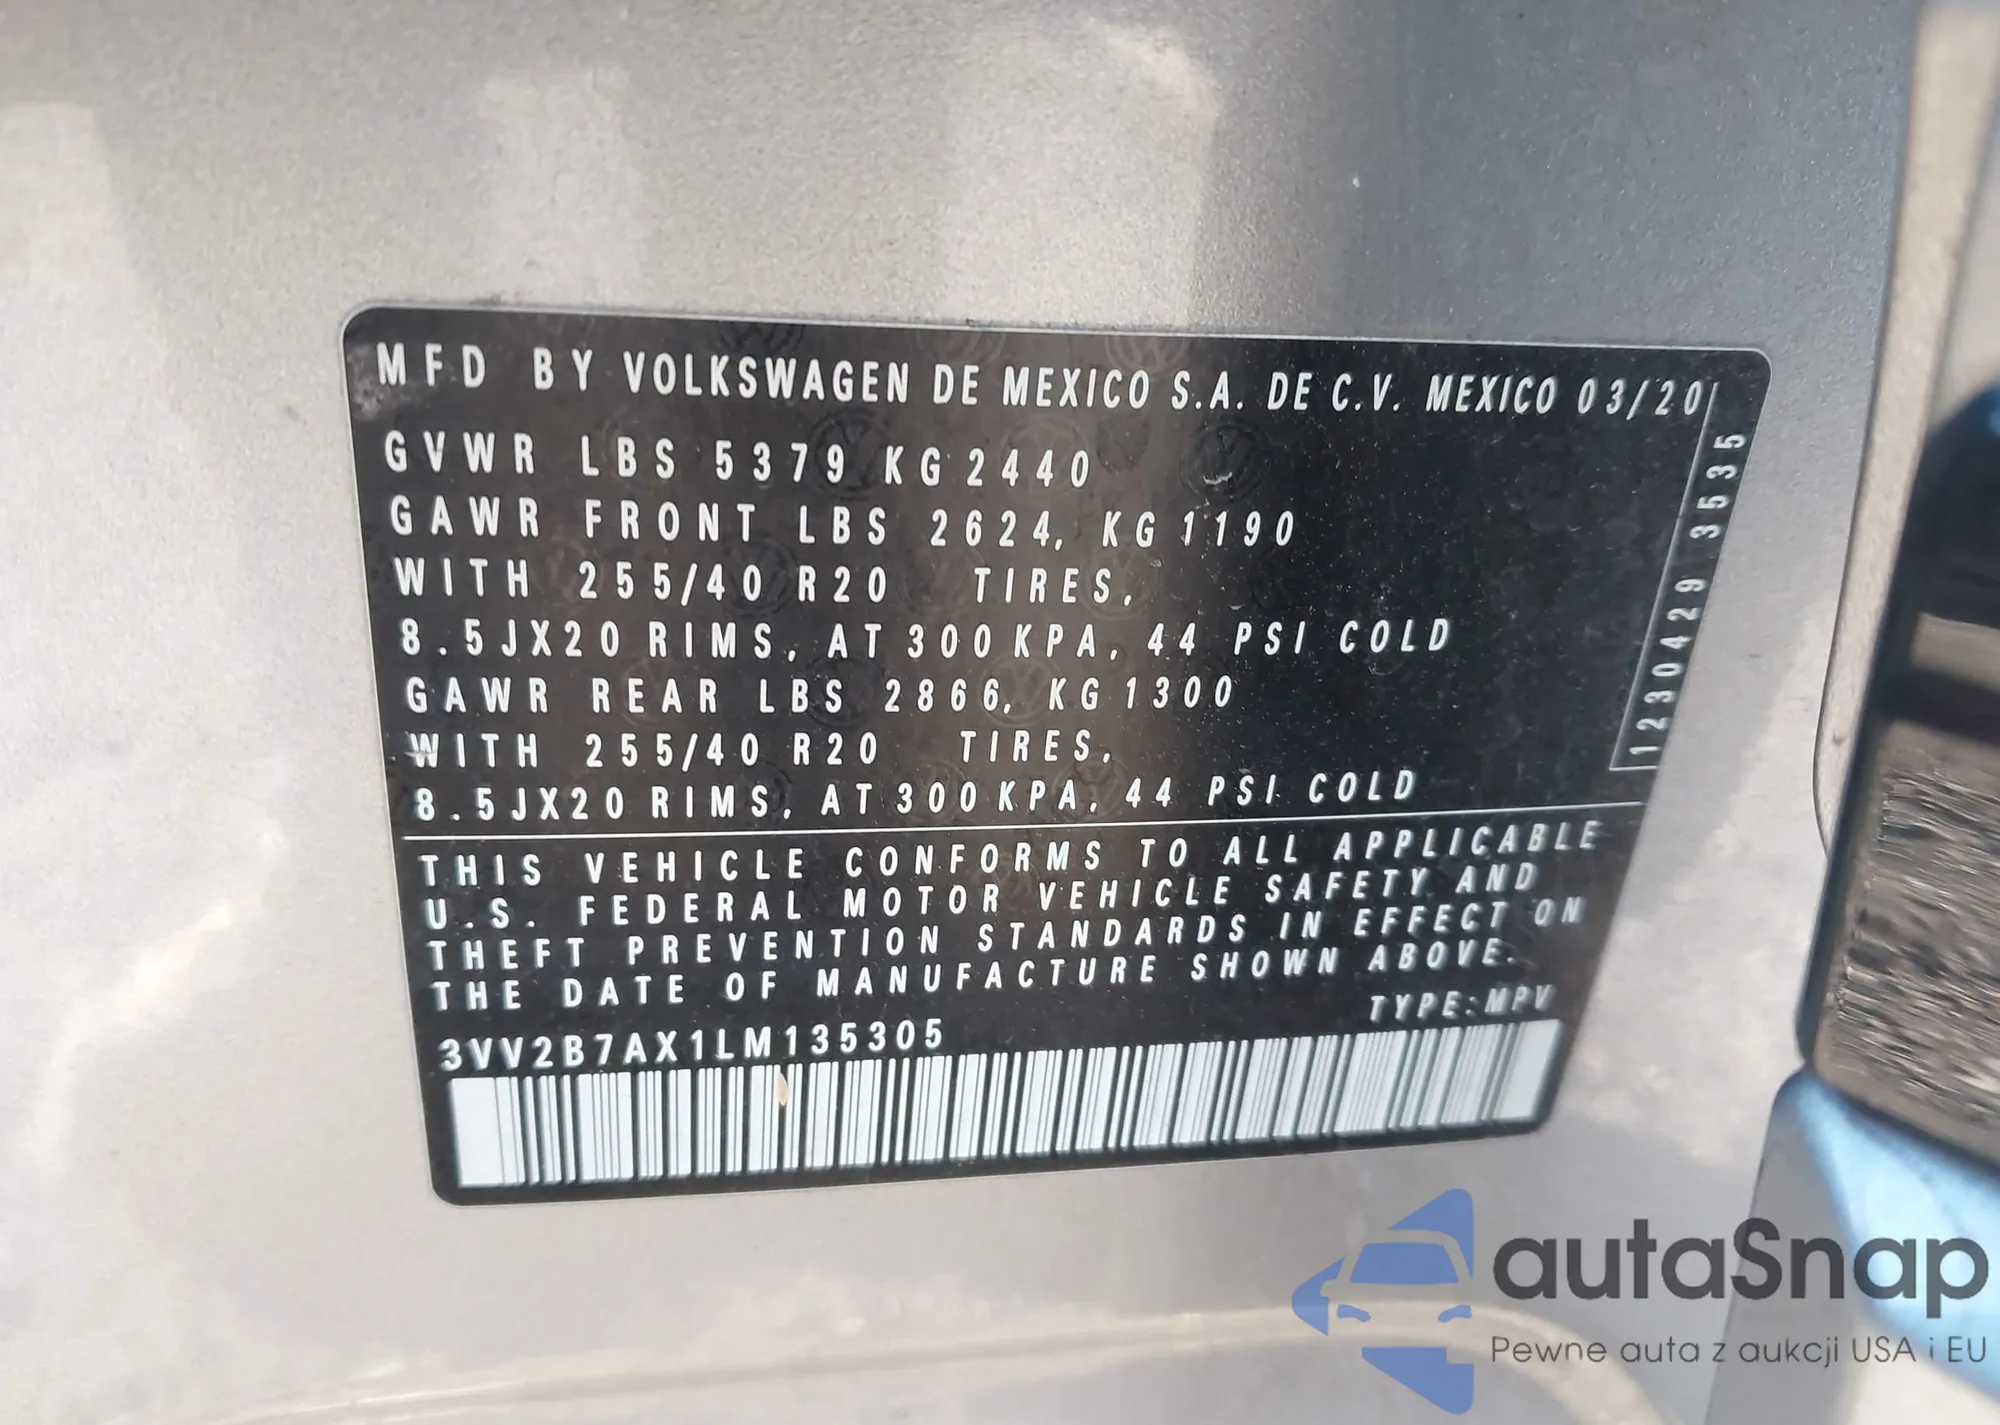 MFD BY VOLKSWAGEN DE MEXICO S.A. DE C.V. MEXICO 03/20
GVWR LBS 5379 KG 2440
GAWR FRONT LBS 2624, KG 1190
WITH 255/40 R20 TIRES,
8.5JX20 RIMS, AT 300 KPA, 44 PSI COLD
GAWR REAR LBS 2866, KG 1300
WITH 255/40 R20 TIRES,
8.5JX20 RIMS, AT 300 KPA, 44 PSI COLD
1230429 3535
THIS VEHICLE CONFORMS TO ALL APPLICABLE
U.S. FEDERAL MOTOR VEHICLE SAFETY AND
THEFT PREVENTION STANDARDS IN EFFECT ON
THE DATE OF MANUFACTURE SHOWN ABOVE.
TYPE: MPV
3VV2B7AX1LM135305
autaSnap
Pewne auta z aukcji USA i EU